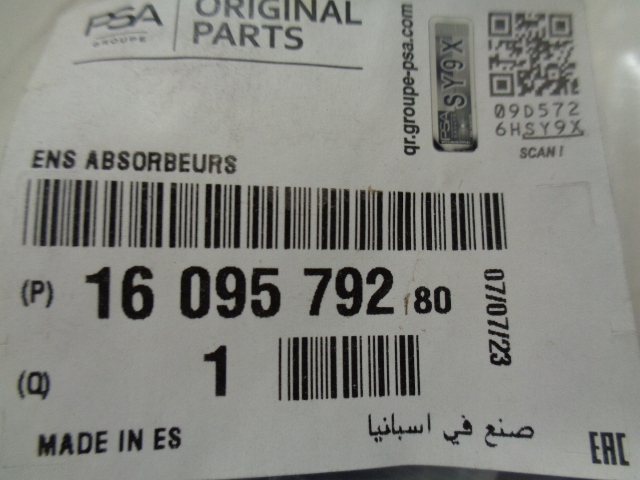 PSA
GROUPE
ORIGINAL
PARTS
qr.groupe-psa.com
PSA SY9X
09D572
6HSY9X
SCAN!
ENS ABSORBEURS
(P) 16 095 792 80
07/07/23
(Q) 1
MADE IN ES
صنع في اسبانيا
EAC